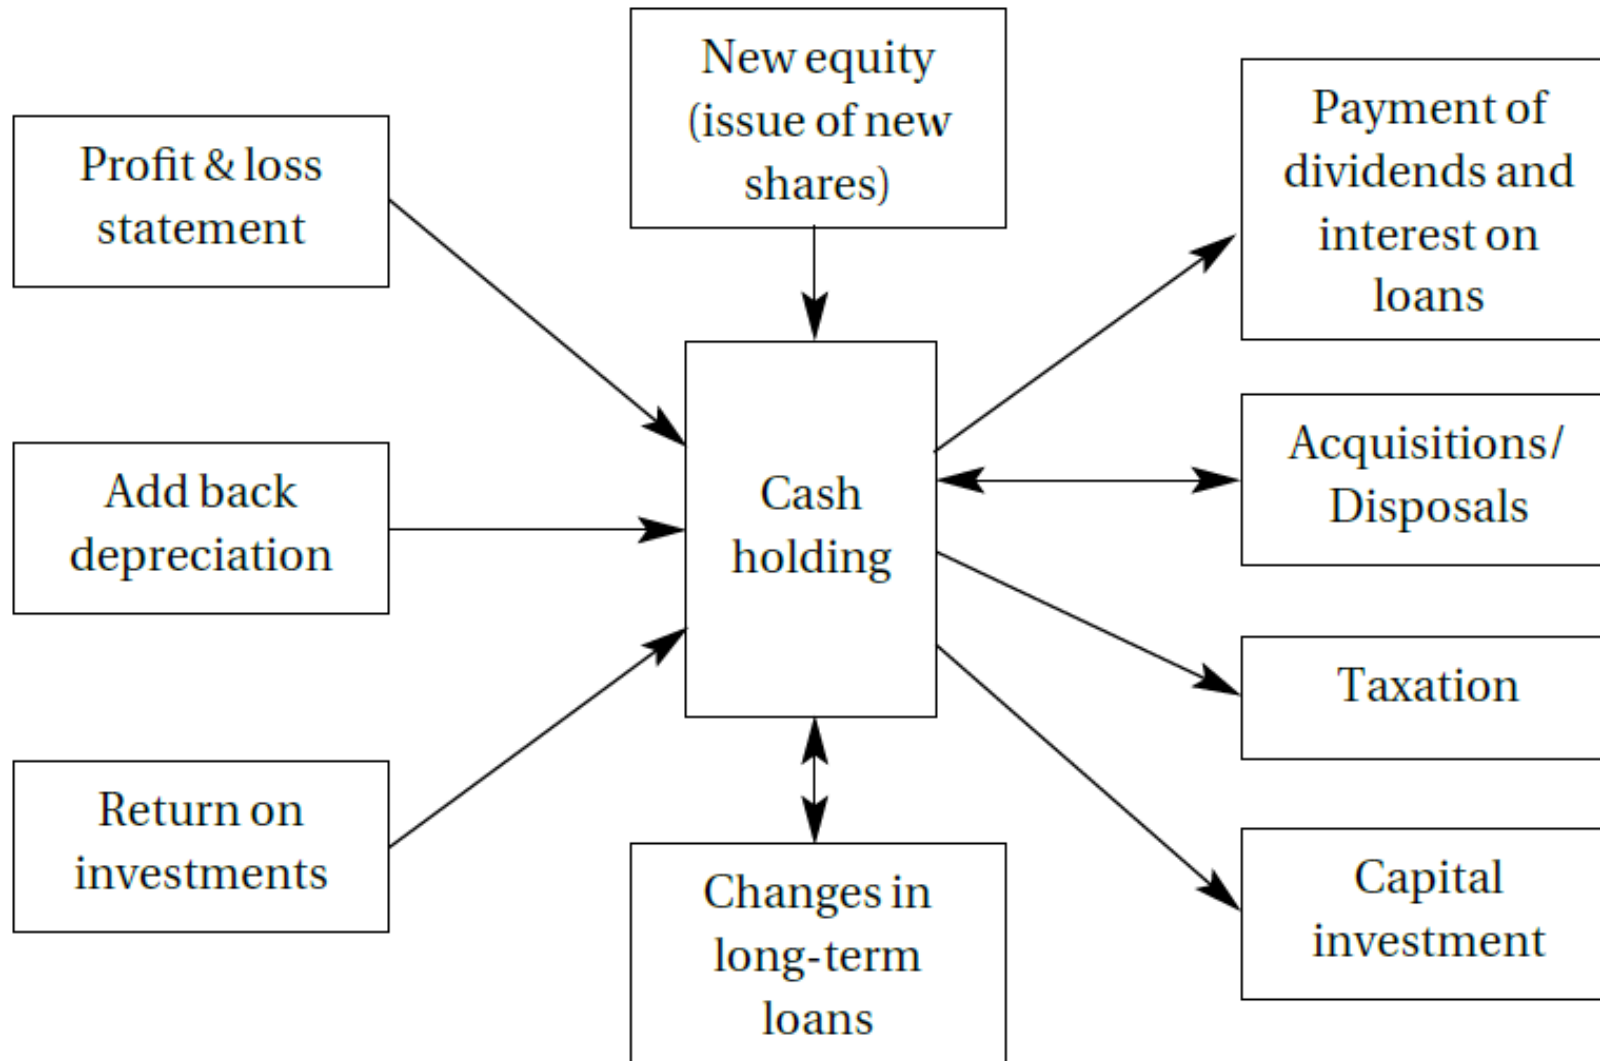 New equity
(issue of new
shares)
Profit & loss
statement
Payment of
dividends and
interest on
loans
Add back
depreciation
Cash
holding
Acquisitions/
Disposals
Return on
investments
Taxation
Changes in
long-term
loans
Capital
investment